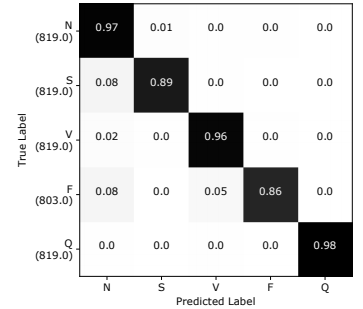 N
(819.0)
0.97 0.01 0.0 0.0 0.0
S
(819.0)
0.08 0.89 0.0 0.0 0.0
V
(819.0)
0.02 0.0 0.96 0.0 0.0
F
(803.0)
0.08 0.0 0.05 0.86 0.0
Q
(819.0)
0.0 0.0 0.0 0.0 0.98
True Label
N S V F Q
Predicted Label